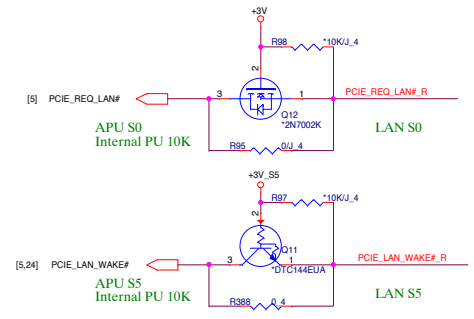 +3V
R98
*10K/J_4
2
[5]
PCIE_REQ_LAN#
3
1
PCIE_REQ_LAN#_R
Q12
*2N7002K
APU S0
Internal PU 10K
LAN S0
R95
0/J_4
+3V_S5
R97
*10K/J_4
2
Q11
[5,24]
PCIE_LAN_WAKE#
3
1
PCIE_LAN_WAKE#_R
*DTC144EUA
APU S5
Internal PU 10K
LAN S5
R388
0_4